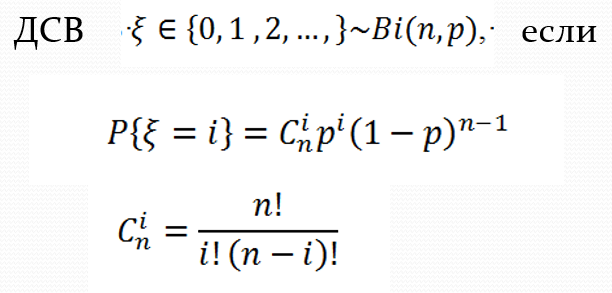 ДСВ ξ ∈ {0, 1 ,2, …,}~Bi(n, p), если
P{ξ = i} = C_n^i p^i (1 − p)^{n−1}
C_n^i = n! / i! (n − i)!